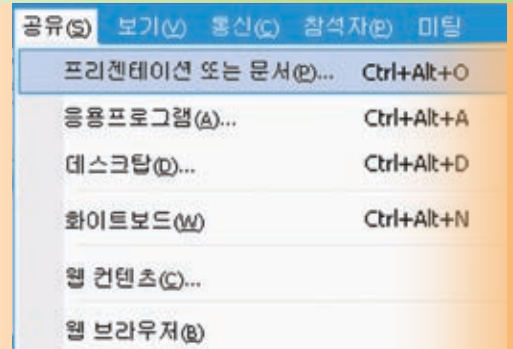 공유(S) 보기(V) 통신(C) 참석자(P) 미팅
프리젠테이션 또는 문서(P)... Ctrl+Alt+O
응용프로그램(A)... Ctrl+Alt+A
데스크탑(D)... Ctrl+Alt+D
화이트보드(W) Ctrl+Alt+N
웹 컨텐츠(C)...
웹 브라우저(B)